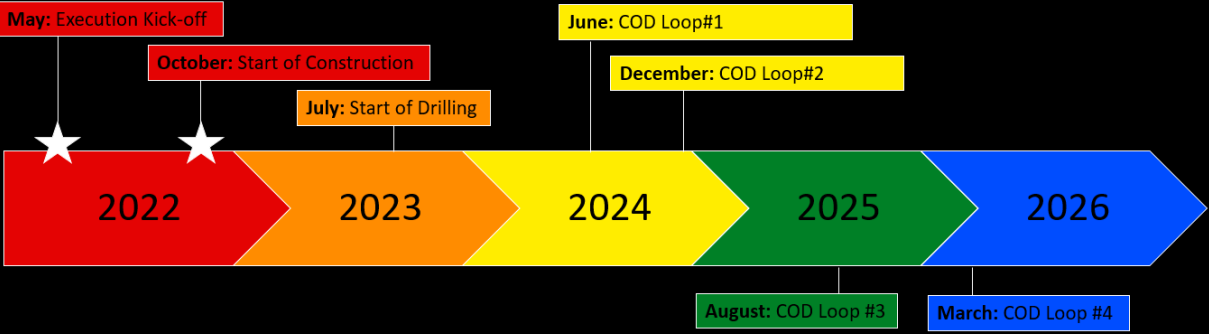 May: Execution Kick-off
October: Start of Construction
July: Start of Drilling
June: COD Loop#1
December: COD Loop#2
2022
2023
2024
2025
2026
August: COD Loop #3
March: COD Loop #4